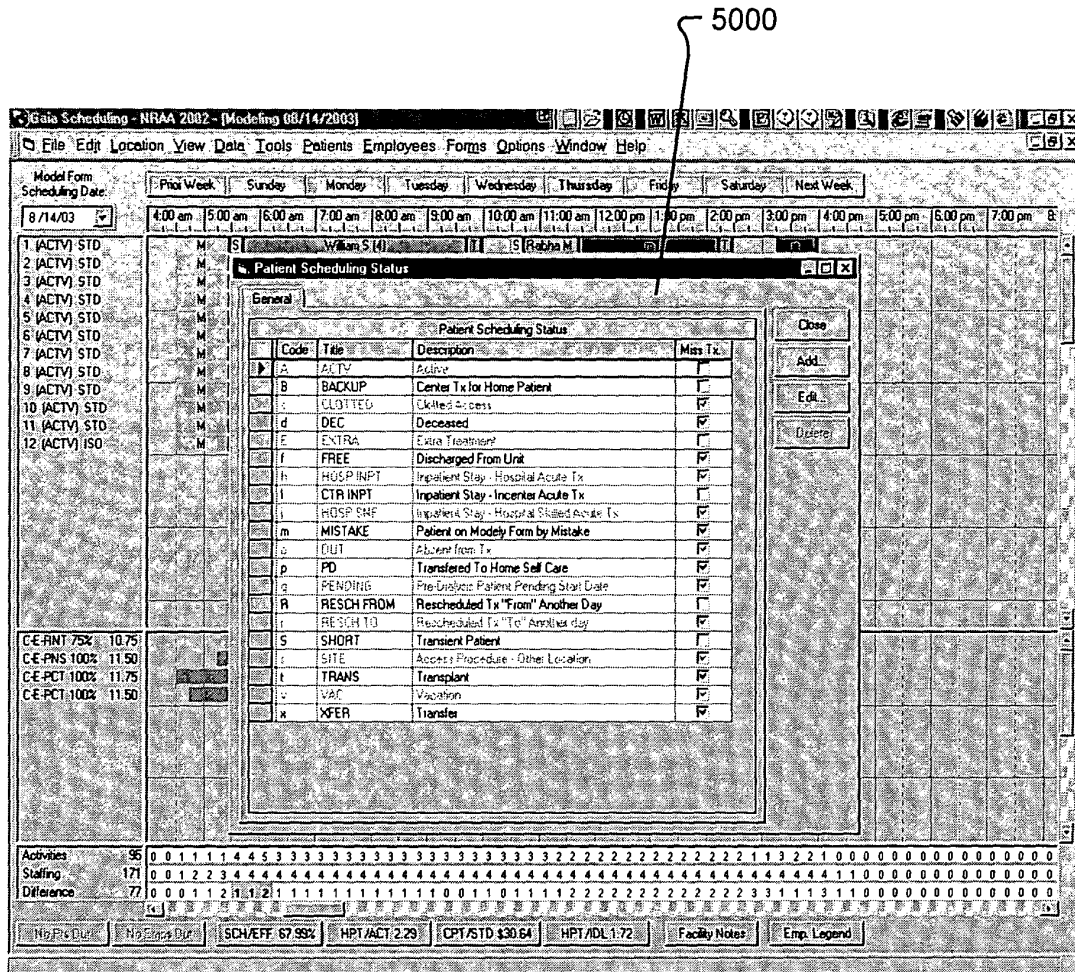 5000
Gaia Scheduling - NRAA 2002 - [Modeling 08/14/2003]
File Edit Location View Data Tools Patients Employees Forms Options Window Help
Model Form
Scheduling Date:
Prior Week Sunday Monday Tuesday Wednesday Thursday Friday Saturday Next Week
8/14/03 4:00 am 5:00 am 6:00 am 7:00 am 8:00 am 9:00 am 10:00 am 11:00 am 12:00 pm 1:00 pm 2:00 pm 3:00 pm 4:00 pm 5:00 pm 6:00 pm 7:00 pm 8:
1 (ACTV) STD M S William S (4) T S Rabha M T
2 (ACTV) STD M
3 (ACTV) STD M
4 (ACTV) STD M
5 (ACTV) STD M
6 (ACTV) STD M
7 (ACTV) STD M
8 (ACTV) STD M
9 (ACTV) STD M
10 (ACTV) STD M
11 (ACTV) STD M
12 (ACTV) ISO M
Patient Scheduling Status
General
Patient Scheduling Status
Code Title Description Miss Tx.
A ACTV Active
B BACKUP Center Tx for Home Patient
c CLOTTED Clotted Access
d DEC Deceased
E EXTRA Extra Treatment
f FREE Discharged From Unit
h HOSP INPT Inpatient Stay - Hospital Acute Tx
I CTR INPT Inpatient Stay - Incenter Acute Tx
j HOSP SNF Inpatient Stay - Hospital Skilled Acute Tx
m MISTAKE Patient on Modely Form by Mistake
o OUT Absent from Tx
p PD Transfered To Home Self Care
q PENDING Pre-Dialysis Patient Pending Start Date
R RESCH FROM Rescheduled Tx "From" Another Day
r RESCH TO Rescheduled Tx "To" Another day
S SHORT Transient Patient
s SITE Access Procedure - Other Location
t TRANS Transplant
v VAC Vacation
x XFER Transfer
Close
Add...
Edit...
Delete
C-E-RNT 75% 10.75
C-E-PNS 100% 11.50
C-E-PCT 100% 11.75
C-E-PCT 100% 11.50
Activities 95
Staffing 171
Difference 77
No Pts Out No Emps Out SCH/EFF 67.99% HPT/ACT 2.29 CPT/STD $30.64 HPT/IDL 1.72 Facility Notes Emp. Legend